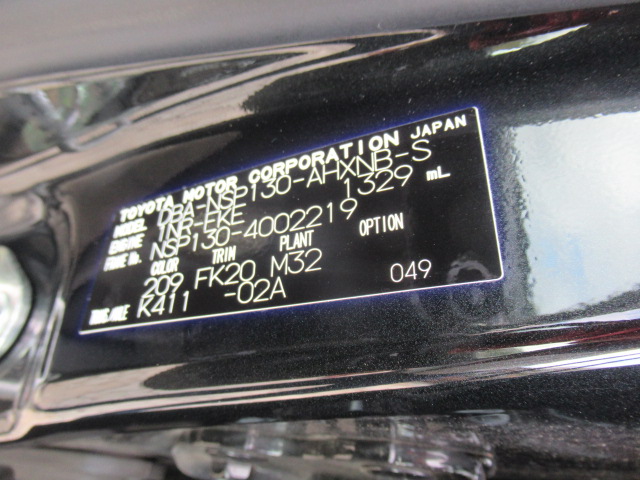 TOYOTA MOTOR CORPORATION JAPAN
MODEL DBA-NSP130-AHXNB-S
ENGINE 1NR-FKE 1329 mL
FRAME No. NSP130-4002219
COLOR TRIM PLANT OPTION
209 FK20 M32
TRANS./AXLE K411 -02A 049